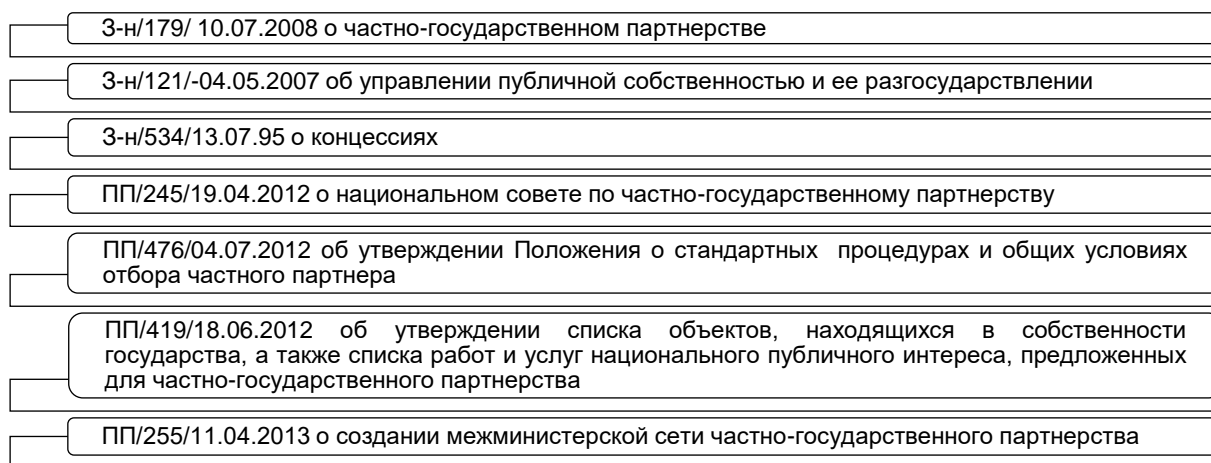 З-н/179/ 10.07.2008 о частно-государственном партнерстве
З-н/121/-04.05.2007 об управлении публичной собственностью и ее разгосударствлении
З-н/534/13.07.95 о концессиях
ПП/245/19.04.2012 о национальном совете по частно-государственному партнерству
ПП/476/04.07.2012 об утверждении Положения о стандартных процедурах и общих условиях
отбора частного партнера
ПП/419/18.06.2012 об утверждении списка объектов, находящихся в собственности
государства, а также списка работ и услуг национального публичного интереса, предложенных
для частно-государственного партнерства
ПП/255/11.04.2013 о создании межминистерской сети частно-государственного партнерства